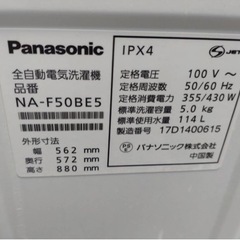 Panasonic
全自動電気洗濯機
品番
NA-F50BE5
外形寸法
幅 562 mm
奥行 572 mm
高さ 880 mm
IPX4
JET
定格電圧 100 V～
定格周波数 50/60 Hz
定格消費電力 355/430 W
標準洗濯容量 5.0 kg
標準使用水量 114 L
製造番号 17D1400615
PSE
パナソニック株式会社
中国製